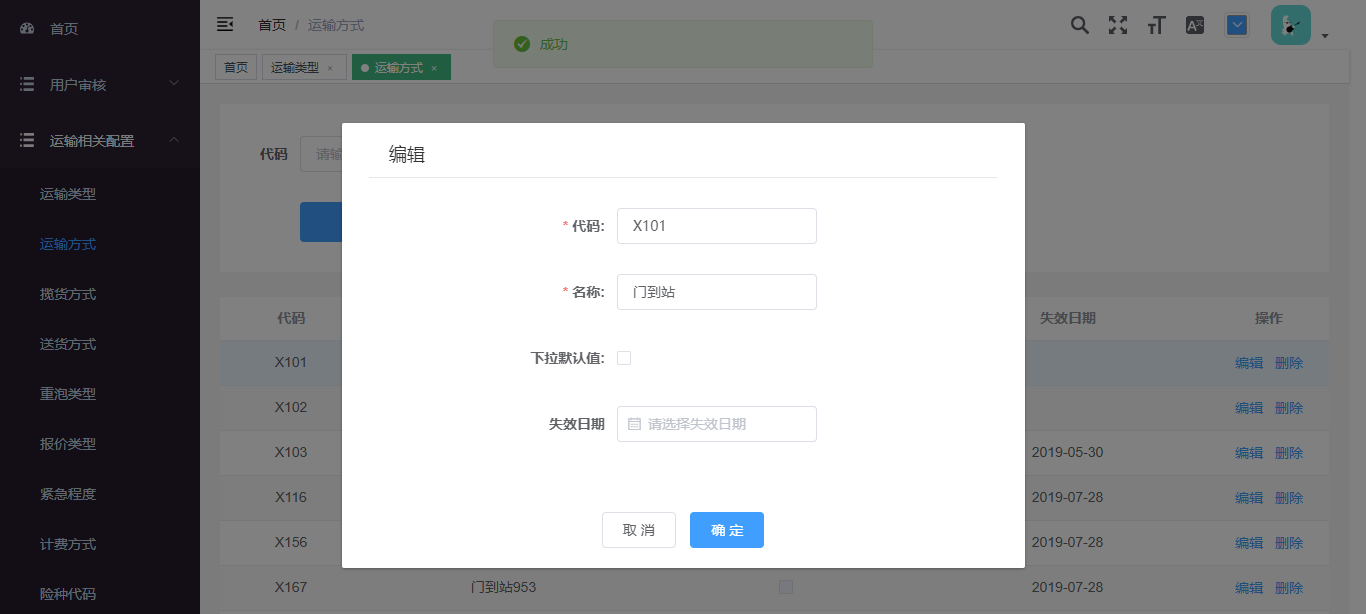 首页
用户审核
运输相关配置
运输类型
运输方式
揽货方式
送货方式
重泡类型
报价类型
紧急程度
计费方式
险种代码
首页 / 运输方式
成功
首页
运输类型 ×
运输方式 ×
代码 请输
编辑
* 代码: X101
* 名称: 门到站
下拉默认值:
失效日期 请选择失效日期
取 消 确 定
代码 失效日期 操作
X101 编辑 删除
X102 编辑 删除
X103 2019-05-30 编辑 删除
X116 2019-07-28 编辑 删除
X156 2019-07-28 编辑 删除
X167 门到站953 2019-07-28 编辑 删除